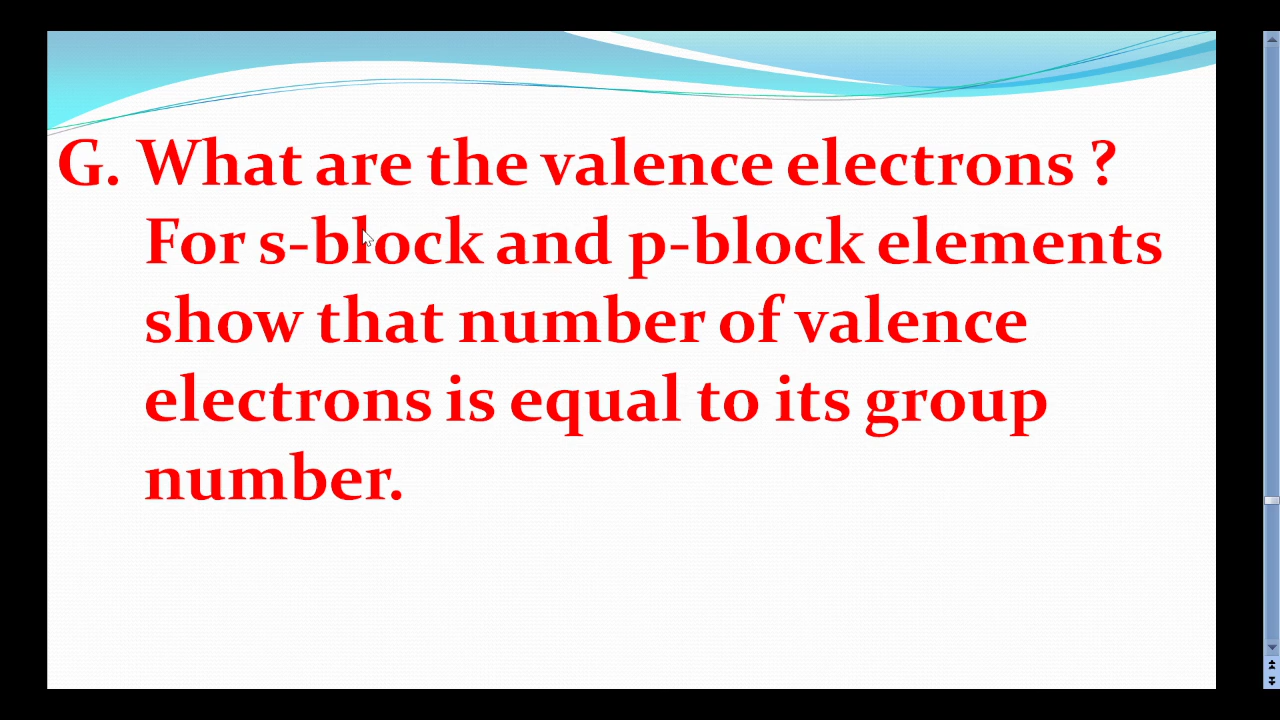 G. What are the valence electrons ?
For s-block and p-block elements
show that number of valence
electrons is equal to its group
number.